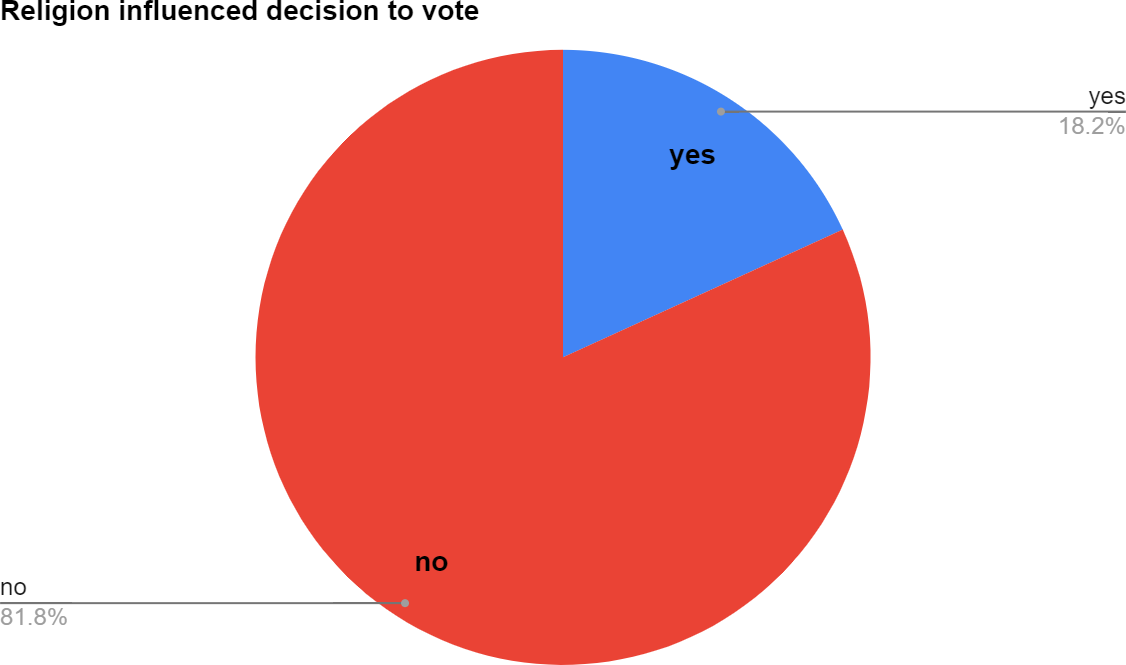 Religion influenced decision to vote
yes
18.2%
yes
no
no
81.8%